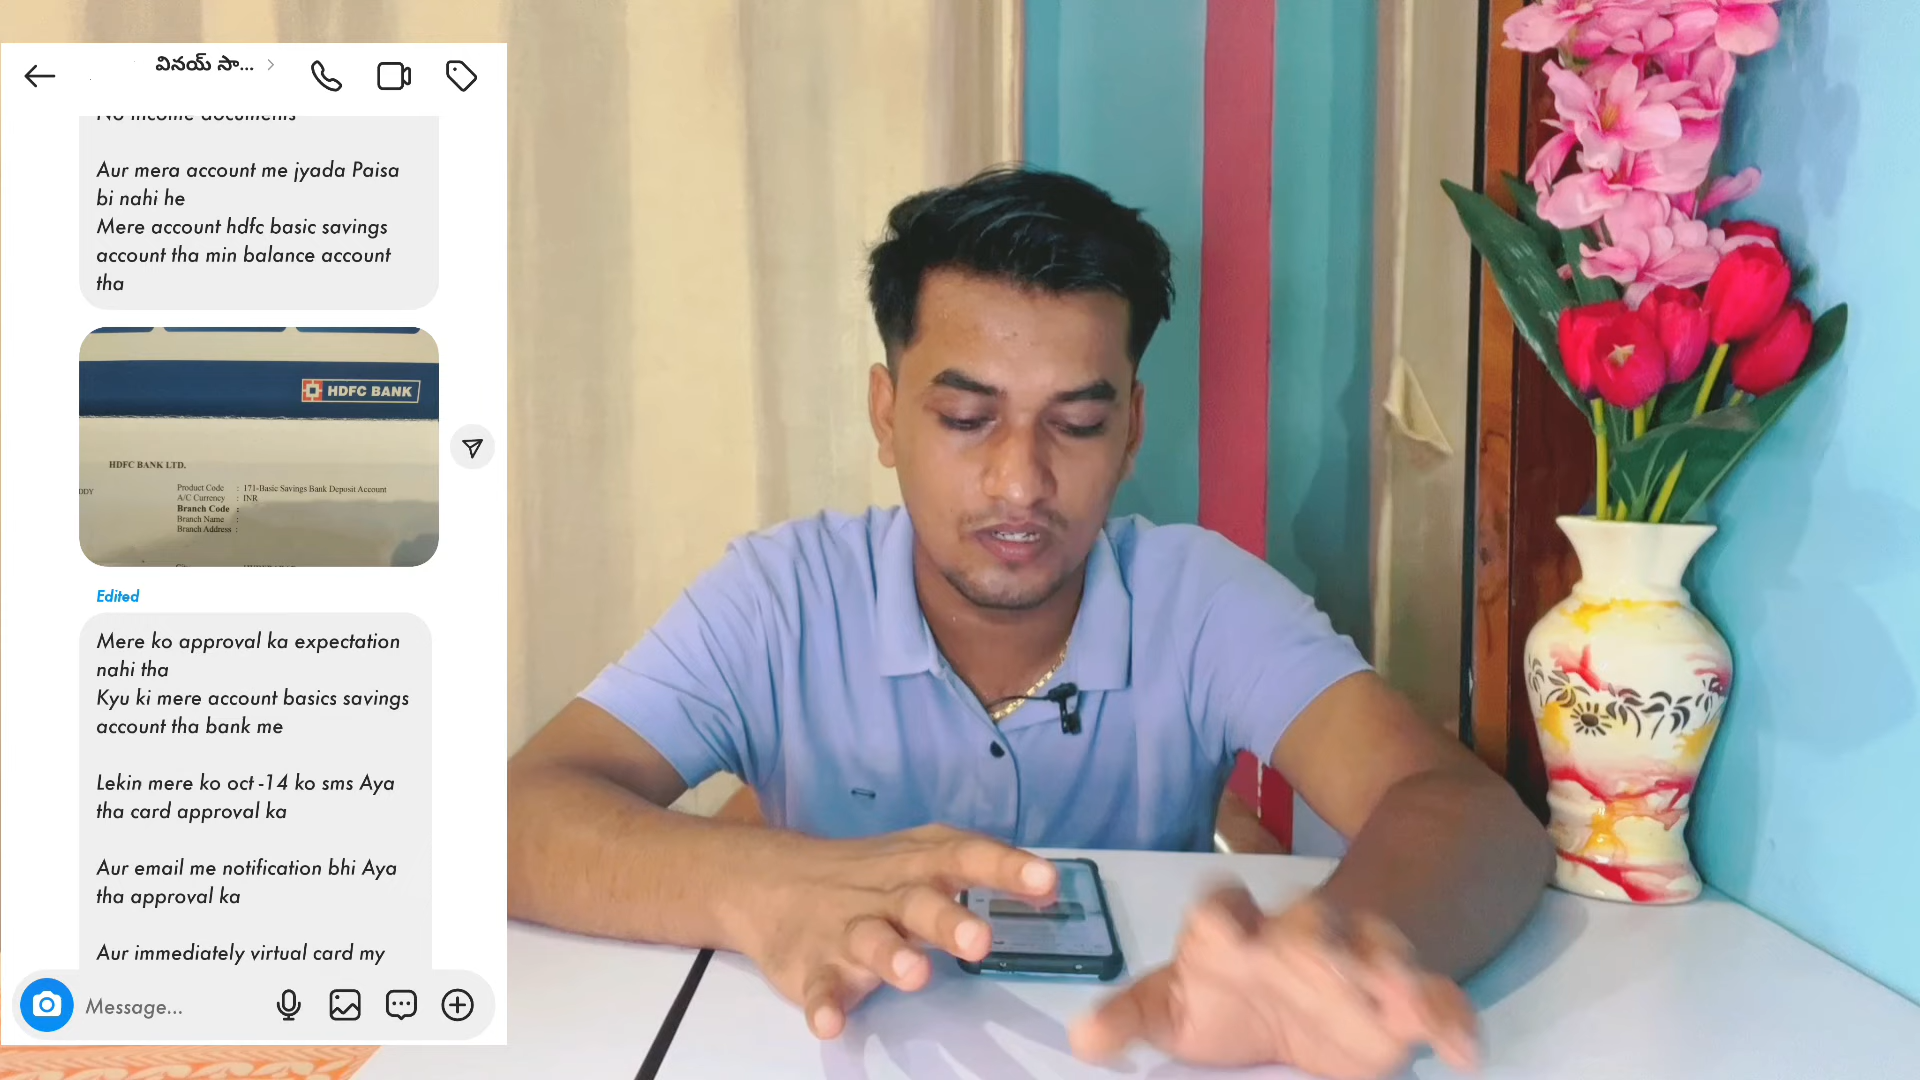 వినయ్ సా...
No income documents
Aur mera account me jyada Paisa
bi nahi he
Mere account hdfc basic savings
account tha min balance account
tha
HDFC BANK
HDFC BANK LTD.
DDY
Product Code : 171-Basic Savings Bank Deposit Account
A/C Currency : INR
Branch Code :
Branch Name :
Branch Address :
Edited
Mere ko approval ka expectation
nahi tha
Kyu ki mere account basics savings
account tha bank me
Lekin mere ko oct -14 ko sms Aya
tha card approval ka
Aur email me notification bhi Aya
tha approval ka
Aur immediately virtual card my
Message...